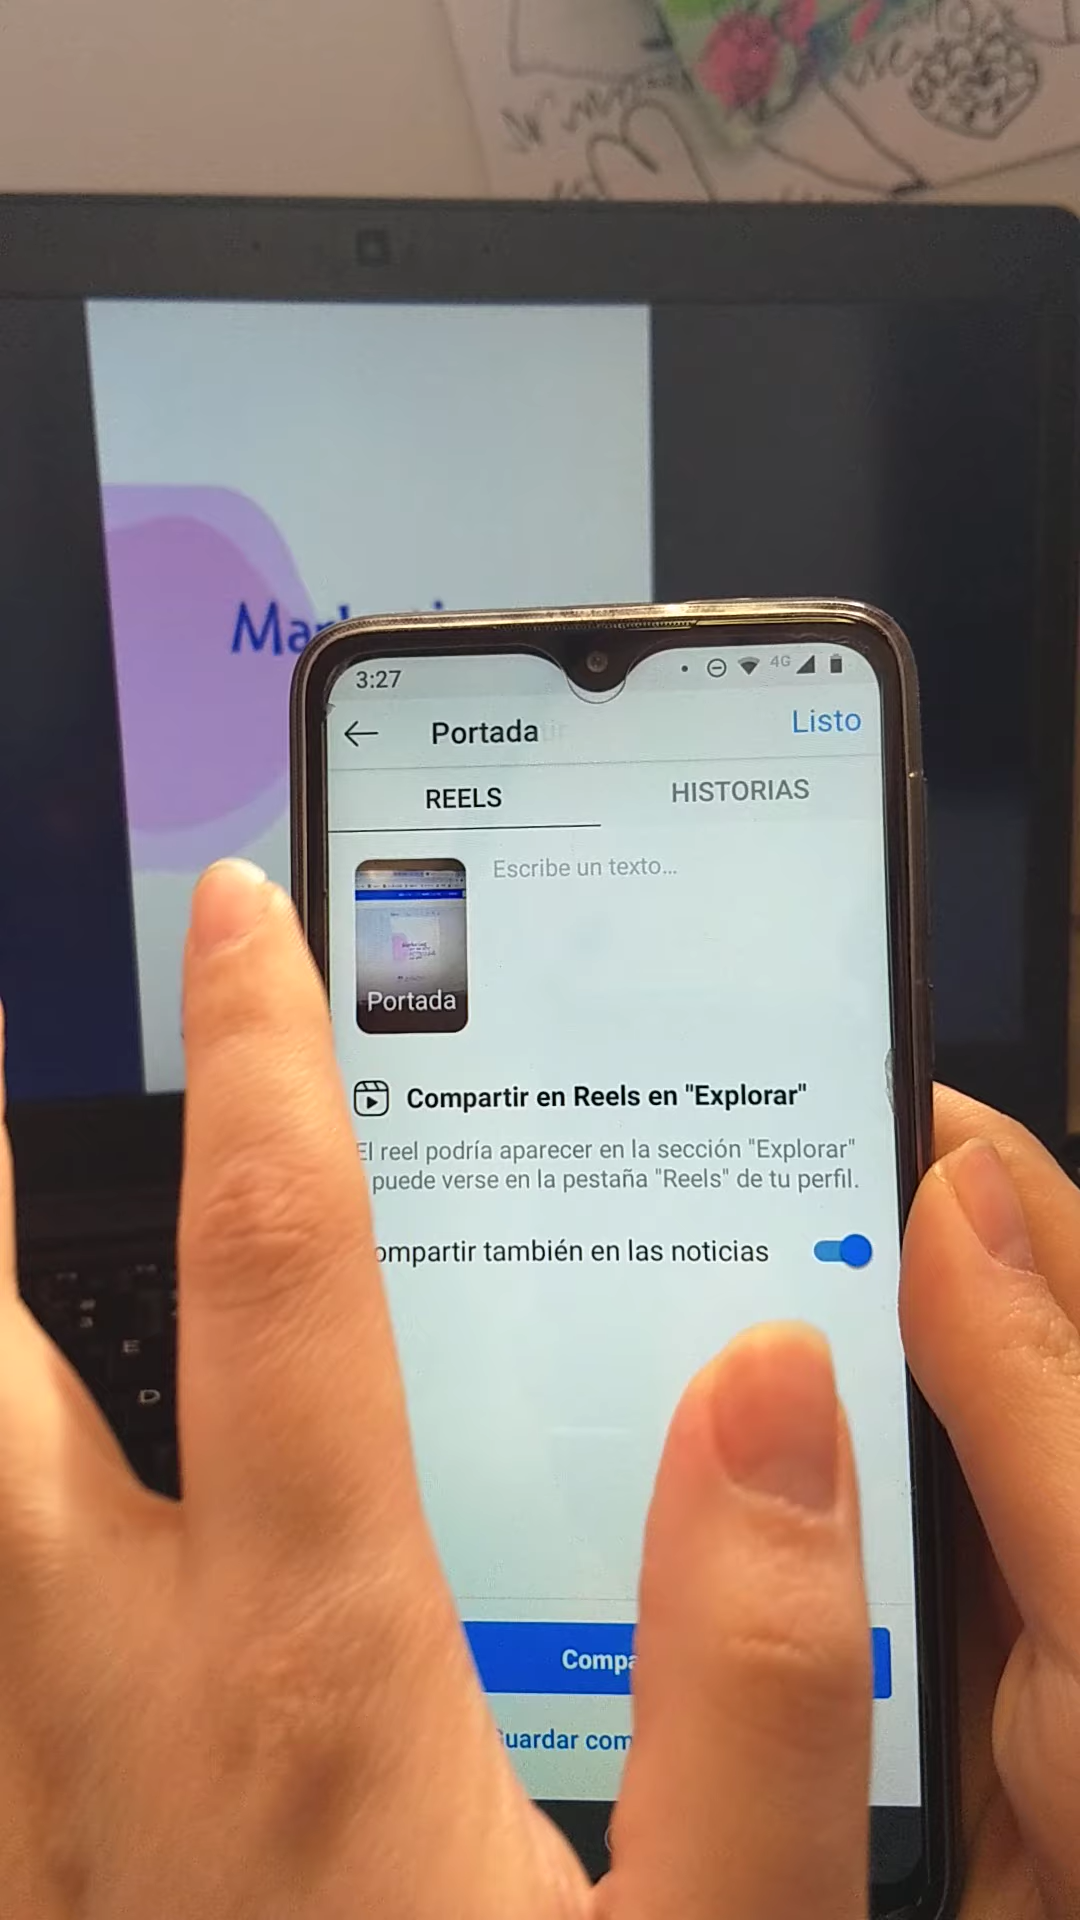 3:27
4G
Portada
Listo
REELS
HISTORIAS
Escribe un texto...
Portada
Compartir en Reels en "Explorar"
El reel podría aparecer en la sección "Explorar"
puede verse en la pestaña "Reels" de tu perfil.
ompartir también en las noticias
Compa
uardar com
E
D